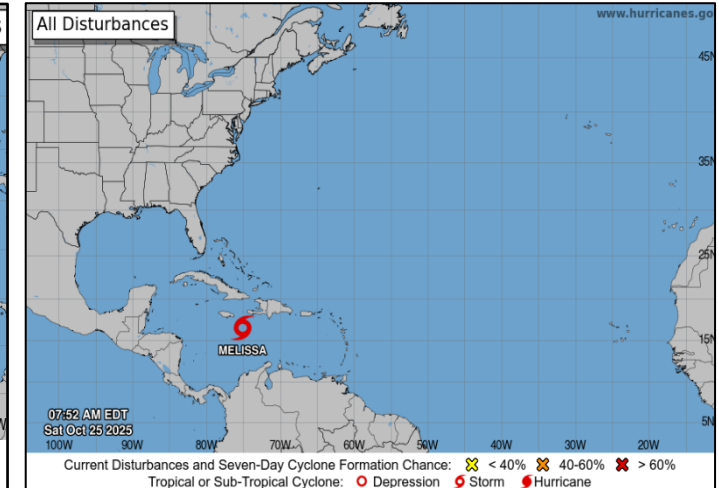 All Disturbances
www.hurricanes.go
45N
35N
25N
15N
5N
MELISSA
07:52 AM EDT
Sat Oct 25 2025
100W 90W 80W 70W 60W 50W 40W 30W 20W
Current Disturbances and Seven-Day Cyclone Formation Chance: < 40% 40-60% > 60%
Tropical or Sub-Tropical Cyclone: Depression Storm Hurricane